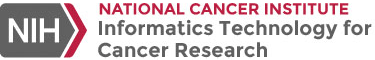 NIH
NATIONAL CANCER INSTITUTE
Informatics Technology for
Cancer Research